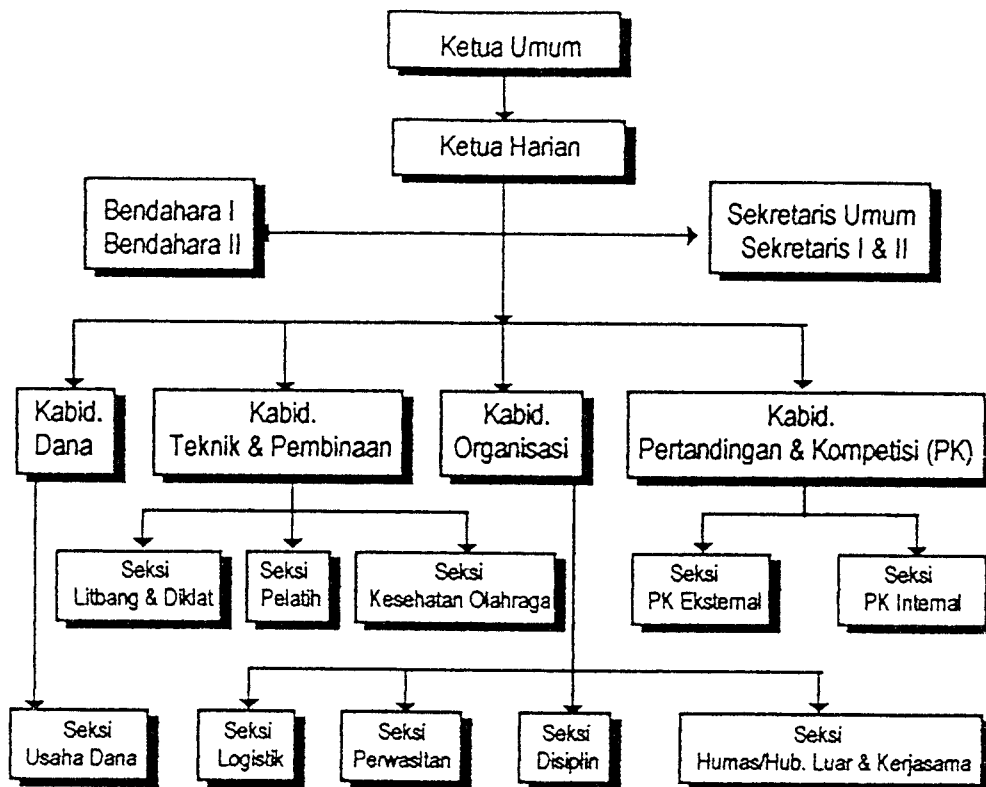 Ketua Umum
Ketua Harian
Bendahara I
Bendahara II
Sekretaris Umum
Sekretaris I & II
Kabid.
Dana
Kabid.
Teknik & Pembinaan
Kabid.
Organisasi
Kabid.
Pertandingan & Kompetisi (PK)
Seksi
Litbang & Diklat
Seksi
Pelatih
Seksi
Kesehatan Olahraga
Seksi
PK Eksternal
Seksi
PK Internal
Seksi
Usaha Dana
Seksi
Logistik
Seksi
Perwasitan
Seksi
Disiplin
Seksi
Humas/Hub. Luar & Kerjasama